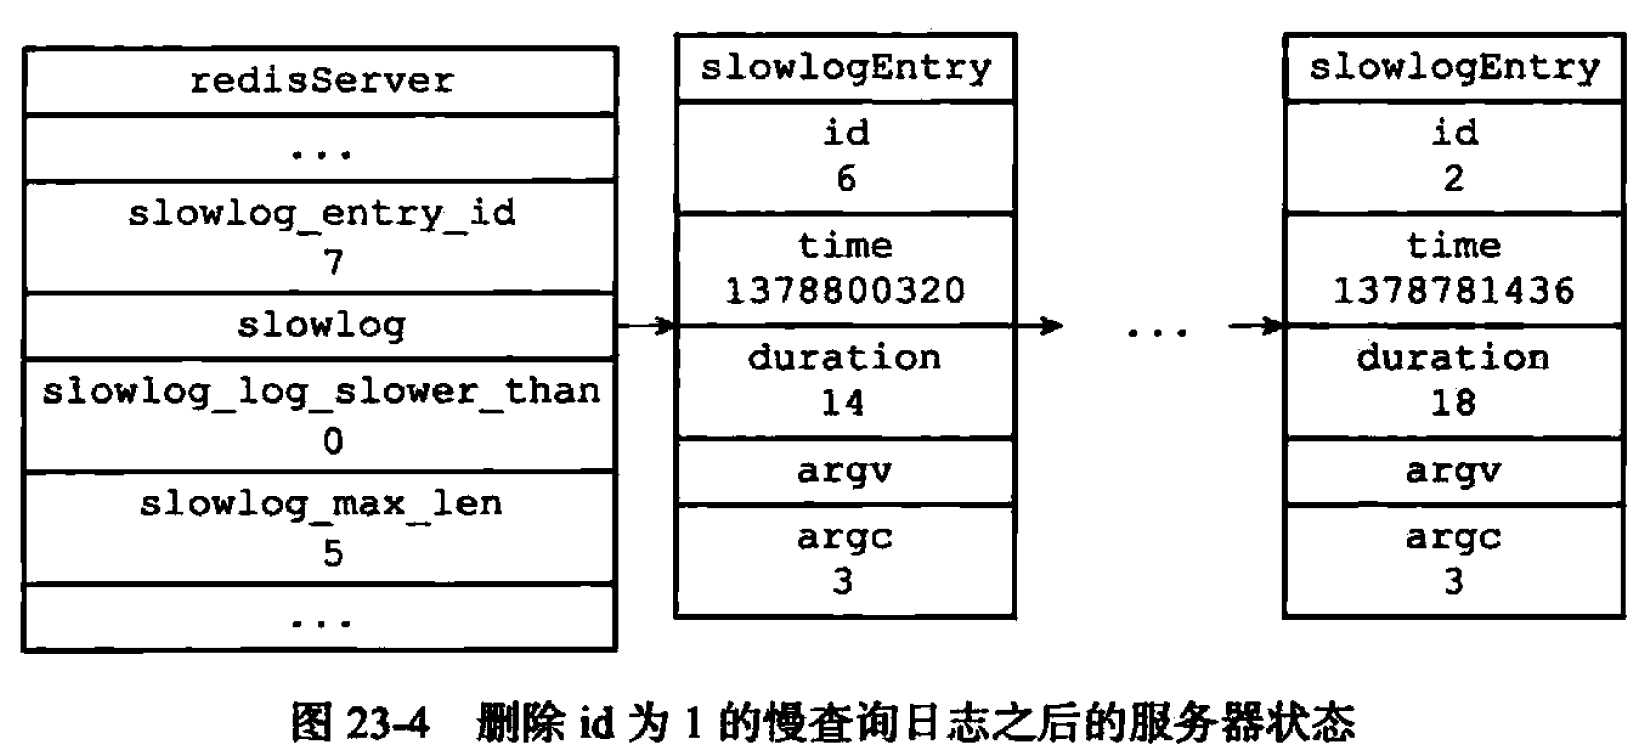 redisServer
...
slowlog_entry_id
7
slowlog
slowlog_log_slower_than
0
slowlog_max_len
5
...
slowlogEntry
id
6
time
1378800320
duration
14
argv
argc
3
...
slowlogEntry
id
2
time
1378781436
duration
18
argv
argc
3
图 23-4 删除 id 为 1 的慢查询日志之后的服务器状态